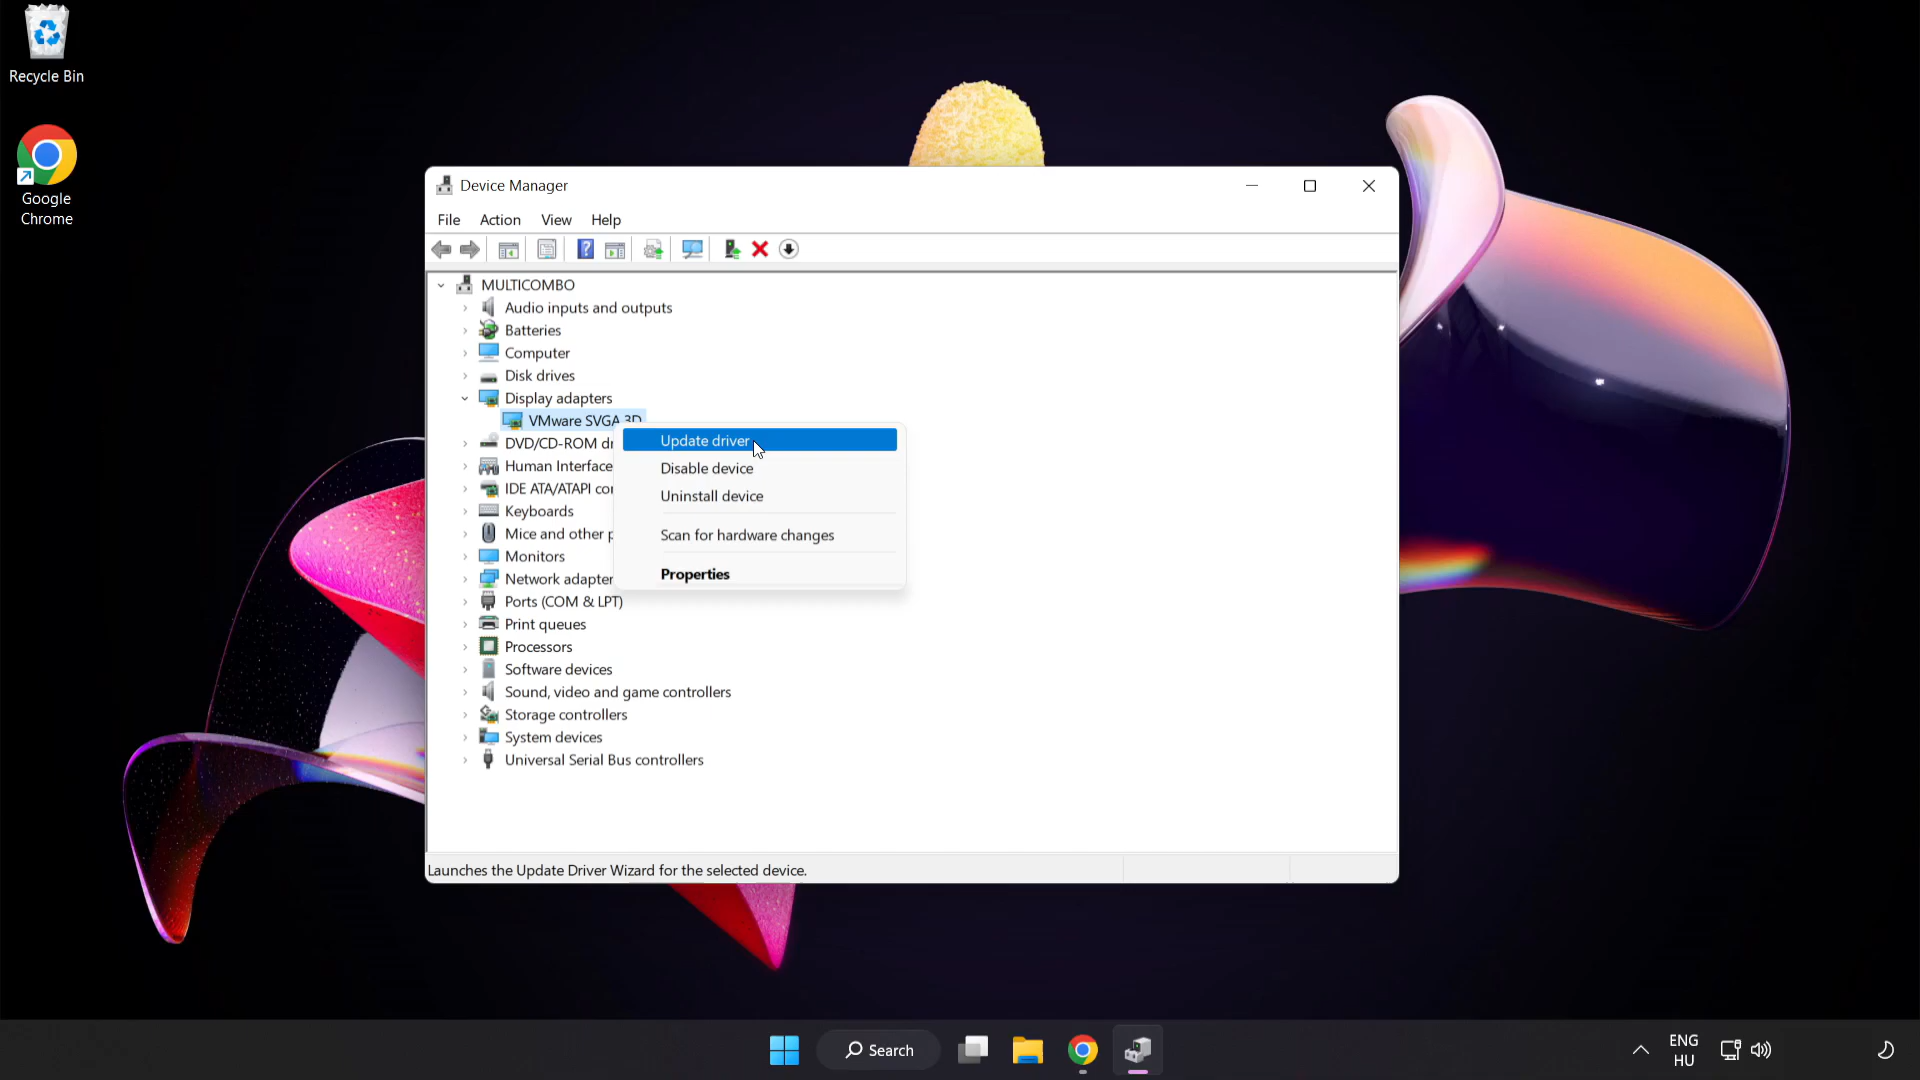 Recycle Bin
Google
Chrome
Device Manager
File Action View Help
MULTICOMBO
Audio inputs and outputs
Batteries
Computer
Disk drives
Display adapters
VMware SVGA 3D
DVD/CD-ROM
Human Interface
IDE ATA/ATAPI
Keyboards
Mice and other
Monitors
Network
Ports (COM & LPT)
Print queues
Processors
Software devices
Sound, video and game controllers
Storage controllers
System devices
Universal Serial Bus controllers
Update driver
Disable device
Uninstall device
Scan for hardware changes
Properties
Launches the Update Driver Wizard for the selected device.
Search
ENG
HU